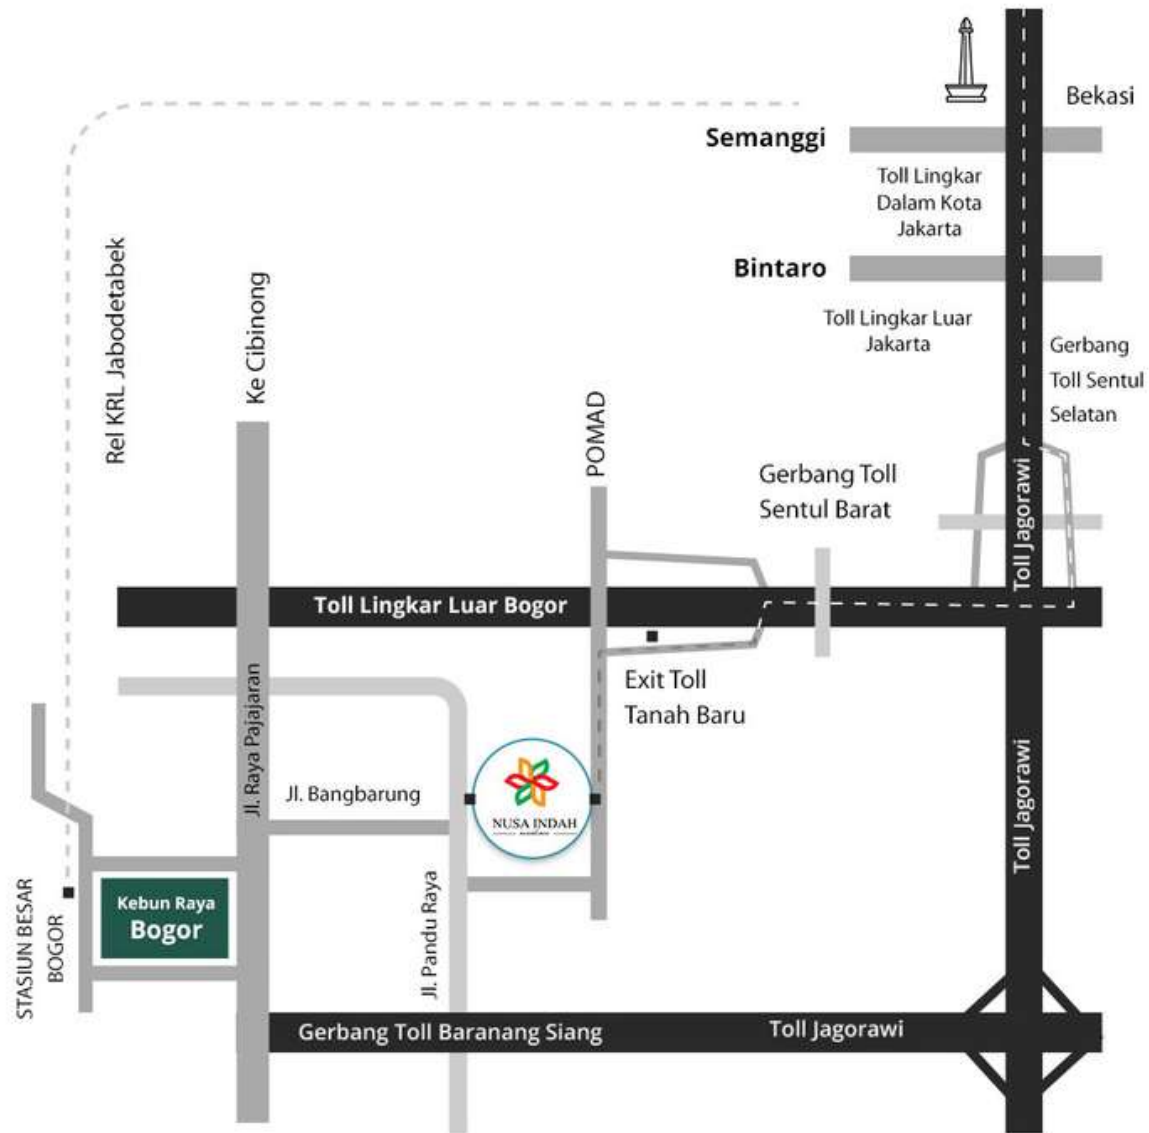 Bekasi
Semanggi
Toll Lingkar
Dalam Kota
Jakarta
Bintaro
Toll Lingkar Luar
Jakarta
Gerbang
Toll Sentul
Selatan
Rel KRL Jabodetabek
Ke Cibinong
POMAD
Gerbang Toll
Sentul Barat
Toll Jagorawi
Toll Lingkar Luar Bogor
Exit Toll
Tanah Baru
Jl. Raya Pajajaran
Jl. Bangbarung
NUSA INDAH
Toll Jagorawi
STASIUN BESAR
BOGOR
Kebun Raya
Bogor
Jl. Pandu Raya
Gerbang Toll Baranang Siang
Toll Jagorawi